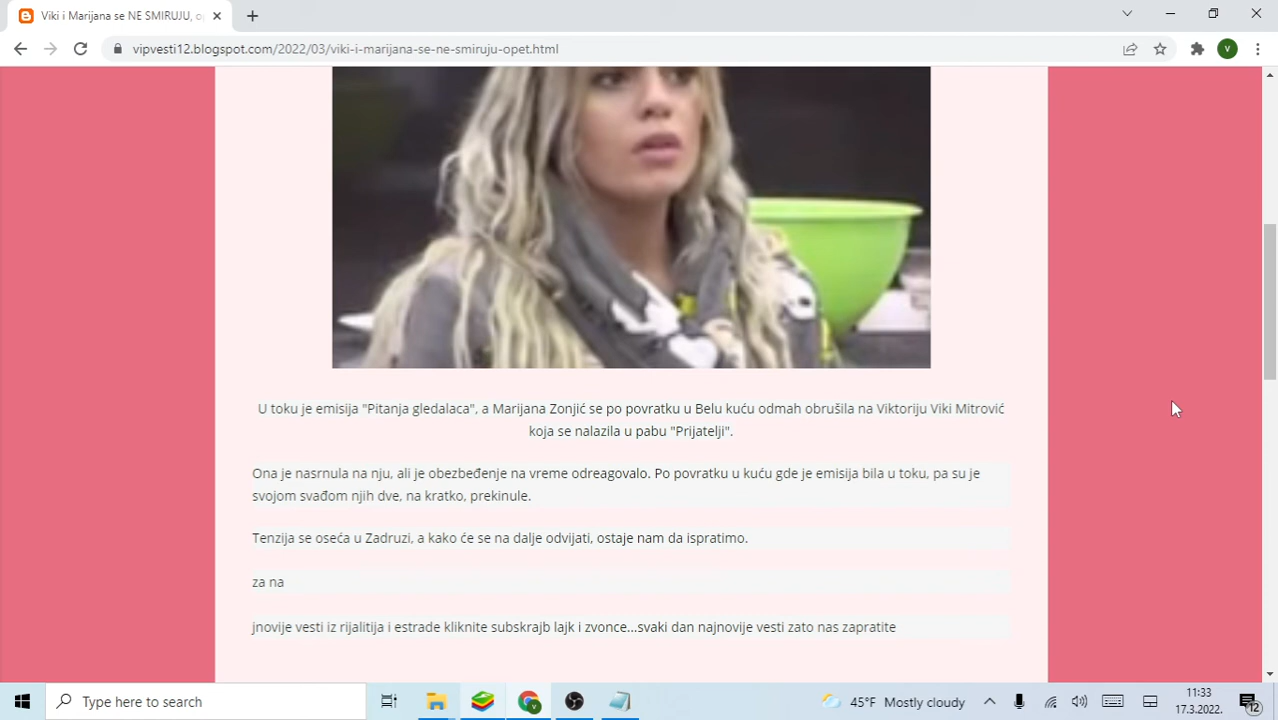 Viki i Marijana se NE SMIRUJU, o
vipvesti12.blogspot.com/2022/03/viki-i-marijana-se-ne-smiruju-opet.html
V
U toku je emisija "Pitanja gledalaca", a Marijana Zonjić se po povratku u Belu kuću odmah obrušila na Viktoriju Viki Mitrović
koja se nalazila u pabu "Prijatelji".
Ona je nasrnula na nju, ali je obezbeđenje na vreme odreagovalo. Po povratku u kuću gde je emisija bila u toku, pa su je
svojom svađom njih dve, na kratko, prekinule.
Tenzija se oseća u Zadruzi, a kako će se na dalje odvijati, ostaje nam da ispratimo.
za na
jnovije vesti iz rijalitija i estrade kliknite subskrajb lajk i zvonce...svaki dan najnovije vesti zato nas zapratite
Type here to search
45°F Mostly cloudy
11:33
17.3.2022.
12